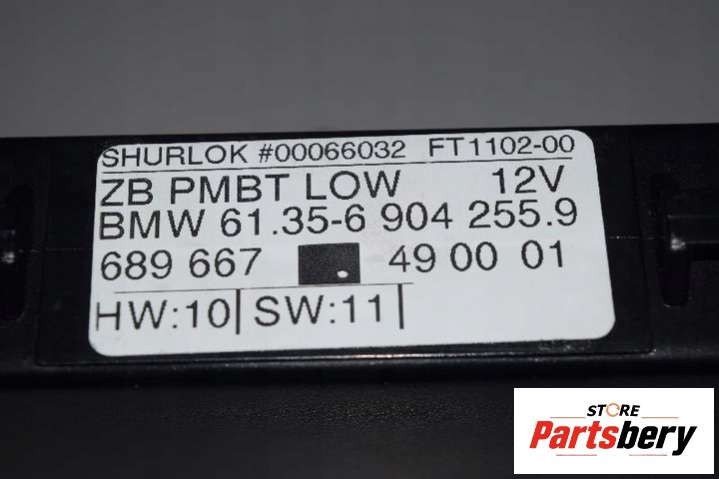 SHURLOK #00066032 FT1102-00
ZB PMBT LOW 12V
BMW 61.35-6 904 255.9
689 667 49 00 01
HW:10| SW:11|
STORE
Partsbery